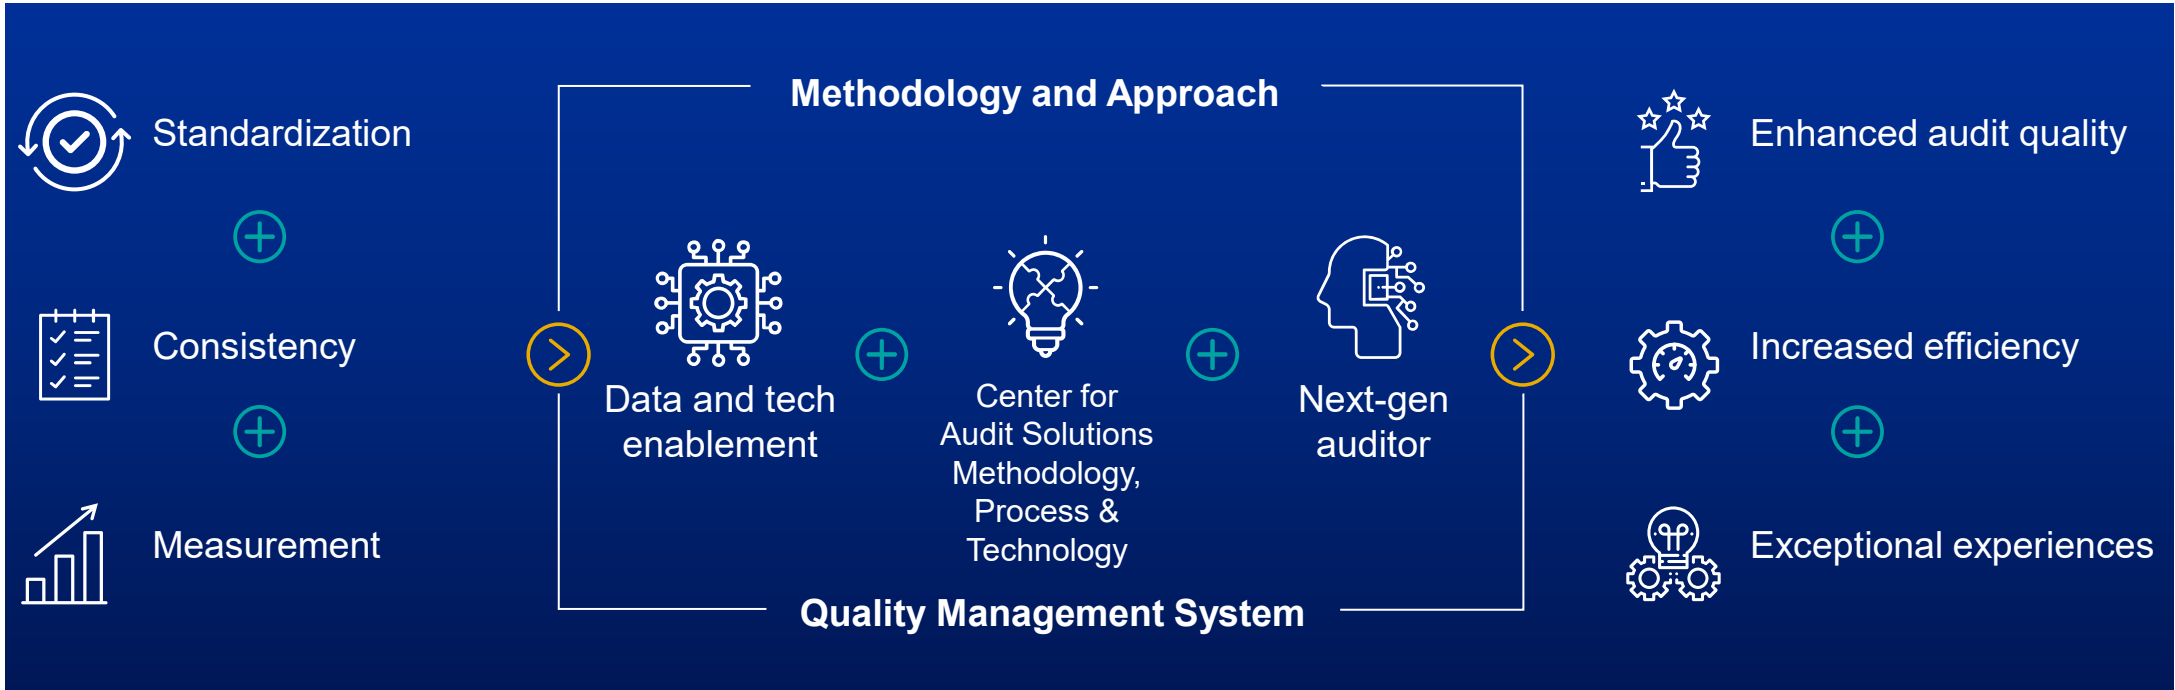 Standardization
Consistency
Measurement
Methodology and Approach
Data and tech
enablement
Center for
Audit Solutions
Methodology,
Process &
Technology
Next-gen
auditor
Quality Management System
Enhanced audit quality
Increased efficiency
Exceptional experiences